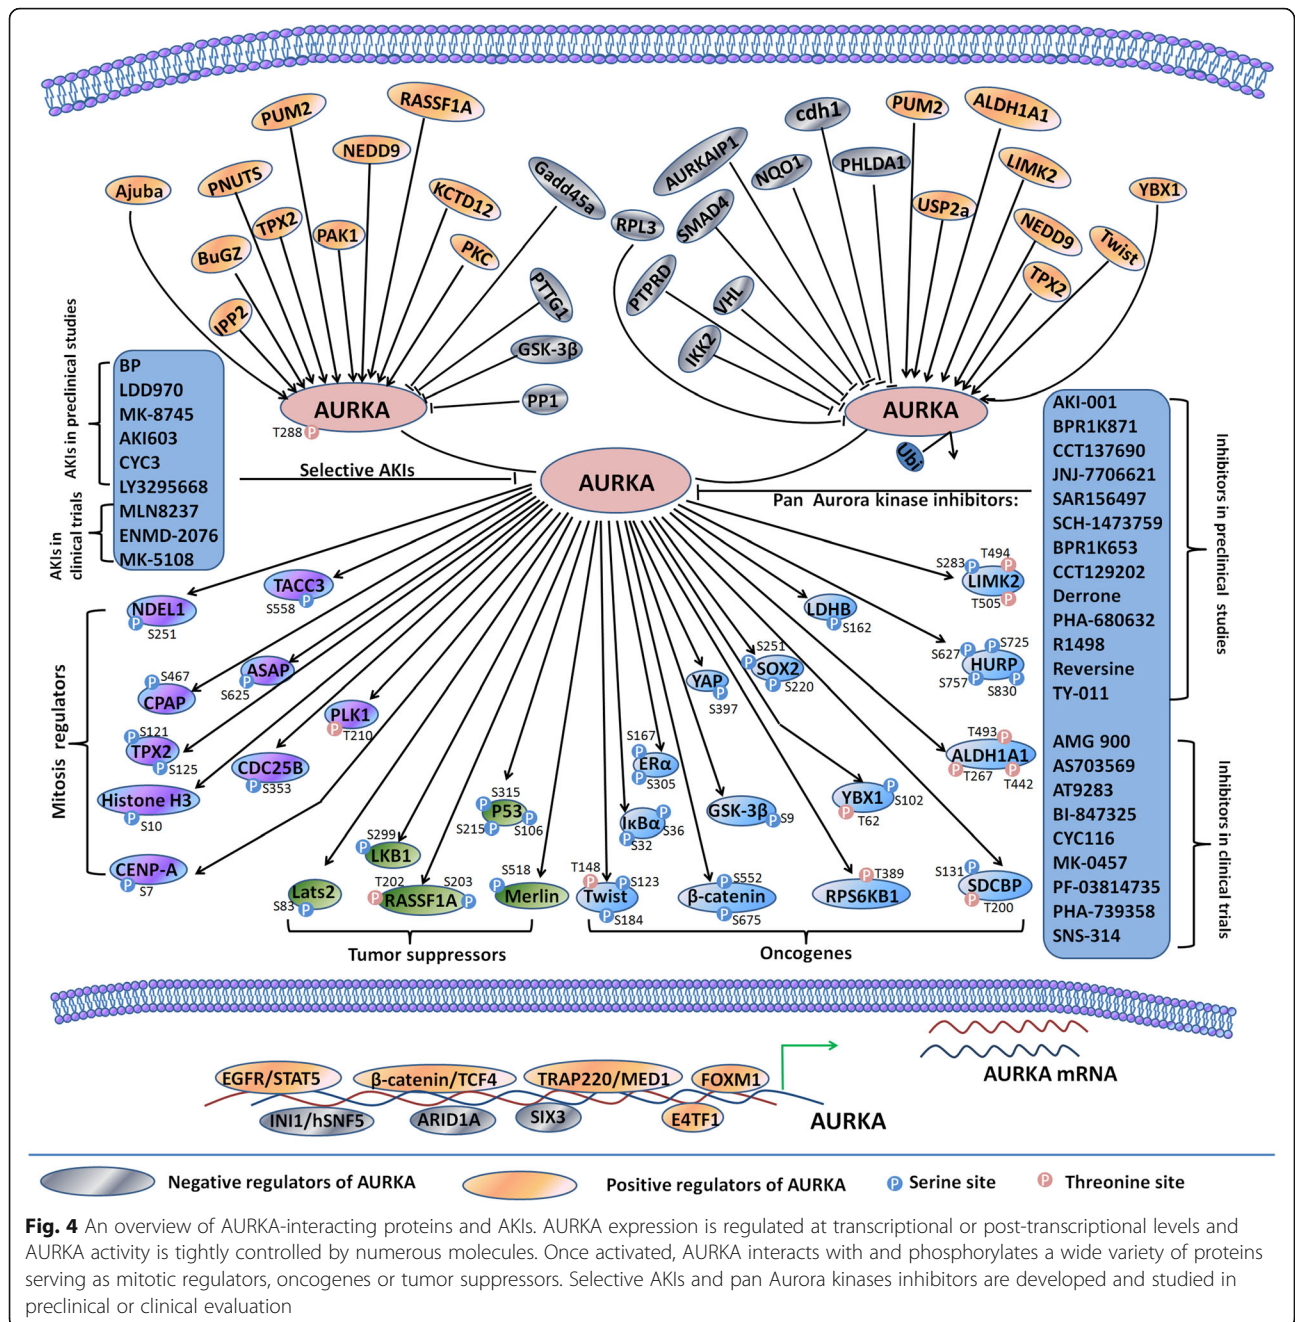 PUM2
RASSF1A
NEDD9
Ajuba
PNUTS
TPX2
PAK1
BuGZ
IPP2
KCTD12
PKC
Gadd45a
PTTG1
GSK-3β
PP1
AURKA
T288 P
RPL3
AURKAIP1
SMAD4
NQO1
cdh1
PHLDA1
PTPRD
VHL
IKK2
PUM2
ALDH1A1
LIMK2
USP2a
NEDD9
TPX2
Twist
YBX1
AURKA
Ubi
AKIs in preclinical studies
BP
LDD970
MK-8745
AKI603
CYC3
LY3295668
AKIs in
clinical trials
MLN8237
ENMD-2076
MK-5108
Selective AKIs
AURKA
Pan Aurora kinase inhibitors:
AKI-001
BPR1K871
CCT137690
JNJ-7706621
SAR156497
SCH-1473759
BPR1K653
CCT129202
Derrone
PHA-680632
R1498
Reversine
TY-011
Inhibitors in preclinical studies
AMG 900
AS703569
AT9283
BI-847325
CYC116
MK-0457
PF-03814735
PHA-739358
SNS-314
Inhibitors in clinical trials
Mitosis regulators
NDEL1
P S251
TACC3
S558 P
S467
P
CPAP
ASAP
S625 P
S121
P
TPX2
P S125
PLK1
P T210
CDC25B
P S353
Histone H3
P S10
CENP-A
P S7
S315
P P53
S215 P P S106
S299
P LKB1
Lats2
S83 P
T202 S203
P RASSF1A P
S518
P Merlin
Tumor suppressors
T148
P P S123
Twist
P S184
S167
P
ERα
P S305
IκBα P
S36
P
S32
YAP
P
S397
S251
P SOX2
P S220
LDHB
P S162
S283 T494
P P
LIMK2
T505 P
S627 P P S725
HURP
S757 P P S830
GSK-3β
P S9
YBX1 P S102
P T62
T493 P
ALDH1A1
P P
T267 T442
S552
P
β-catenin
P
S675
T389
P
RPS6KB1
S131 P
SDCBP
P T200
Oncogenes
EGFR/STAT5
β-catenin/TCF4
TRAP220/MED1
FOXM1
INI1/hSNF5
ARID1A
SIX3
E4TF1
AURKA
AURKA mRNA
Negative regulators of AURKA
Positive regulators of AURKA
P Serine site
P Threonine site
Fig. 4 An overview of AURKA-interacting proteins and AKIs. AURKA expression is regulated at transcriptional or post-transcriptional levels and
AURKA activity is tightly controlled by numerous molecules. Once activated, AURKA interacts with and phosphorylates a wide variety of proteins
serving as mitotic regulators, oncogenes or tumor suppressors. Selective AKIs and pan Aurora kinases inhibitors are developed and studied in
preclinical or clinical evaluation